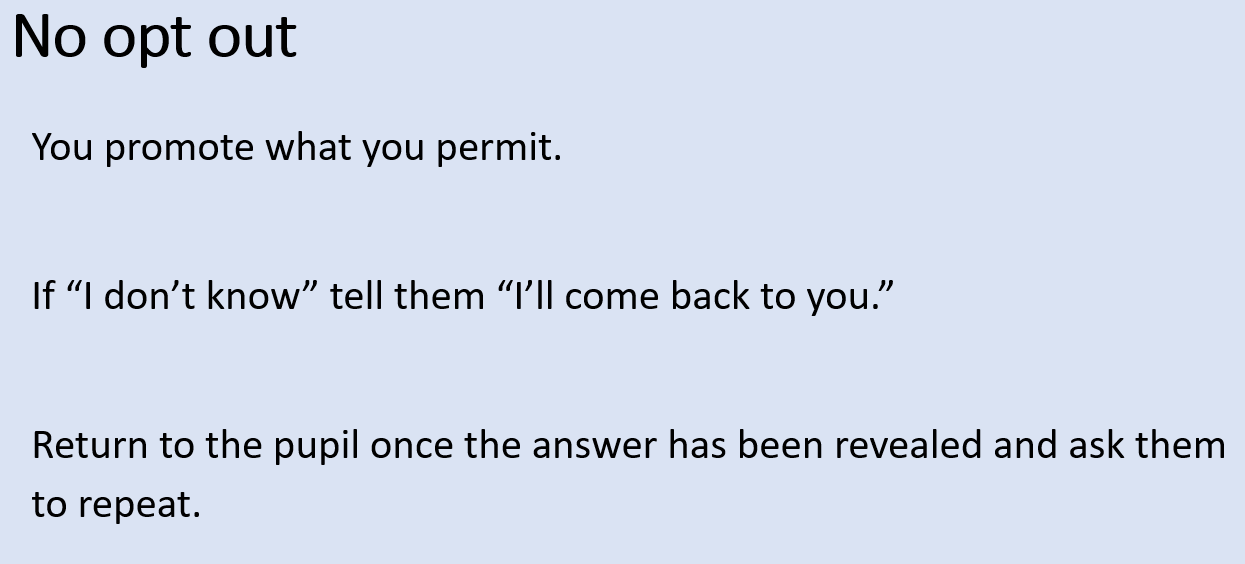 No opt out
You promote what you permit.
If “I don’t know” tell them “I’ll come back to you.”
Return to the pupil once the answer has been revealed and ask them
to repeat.